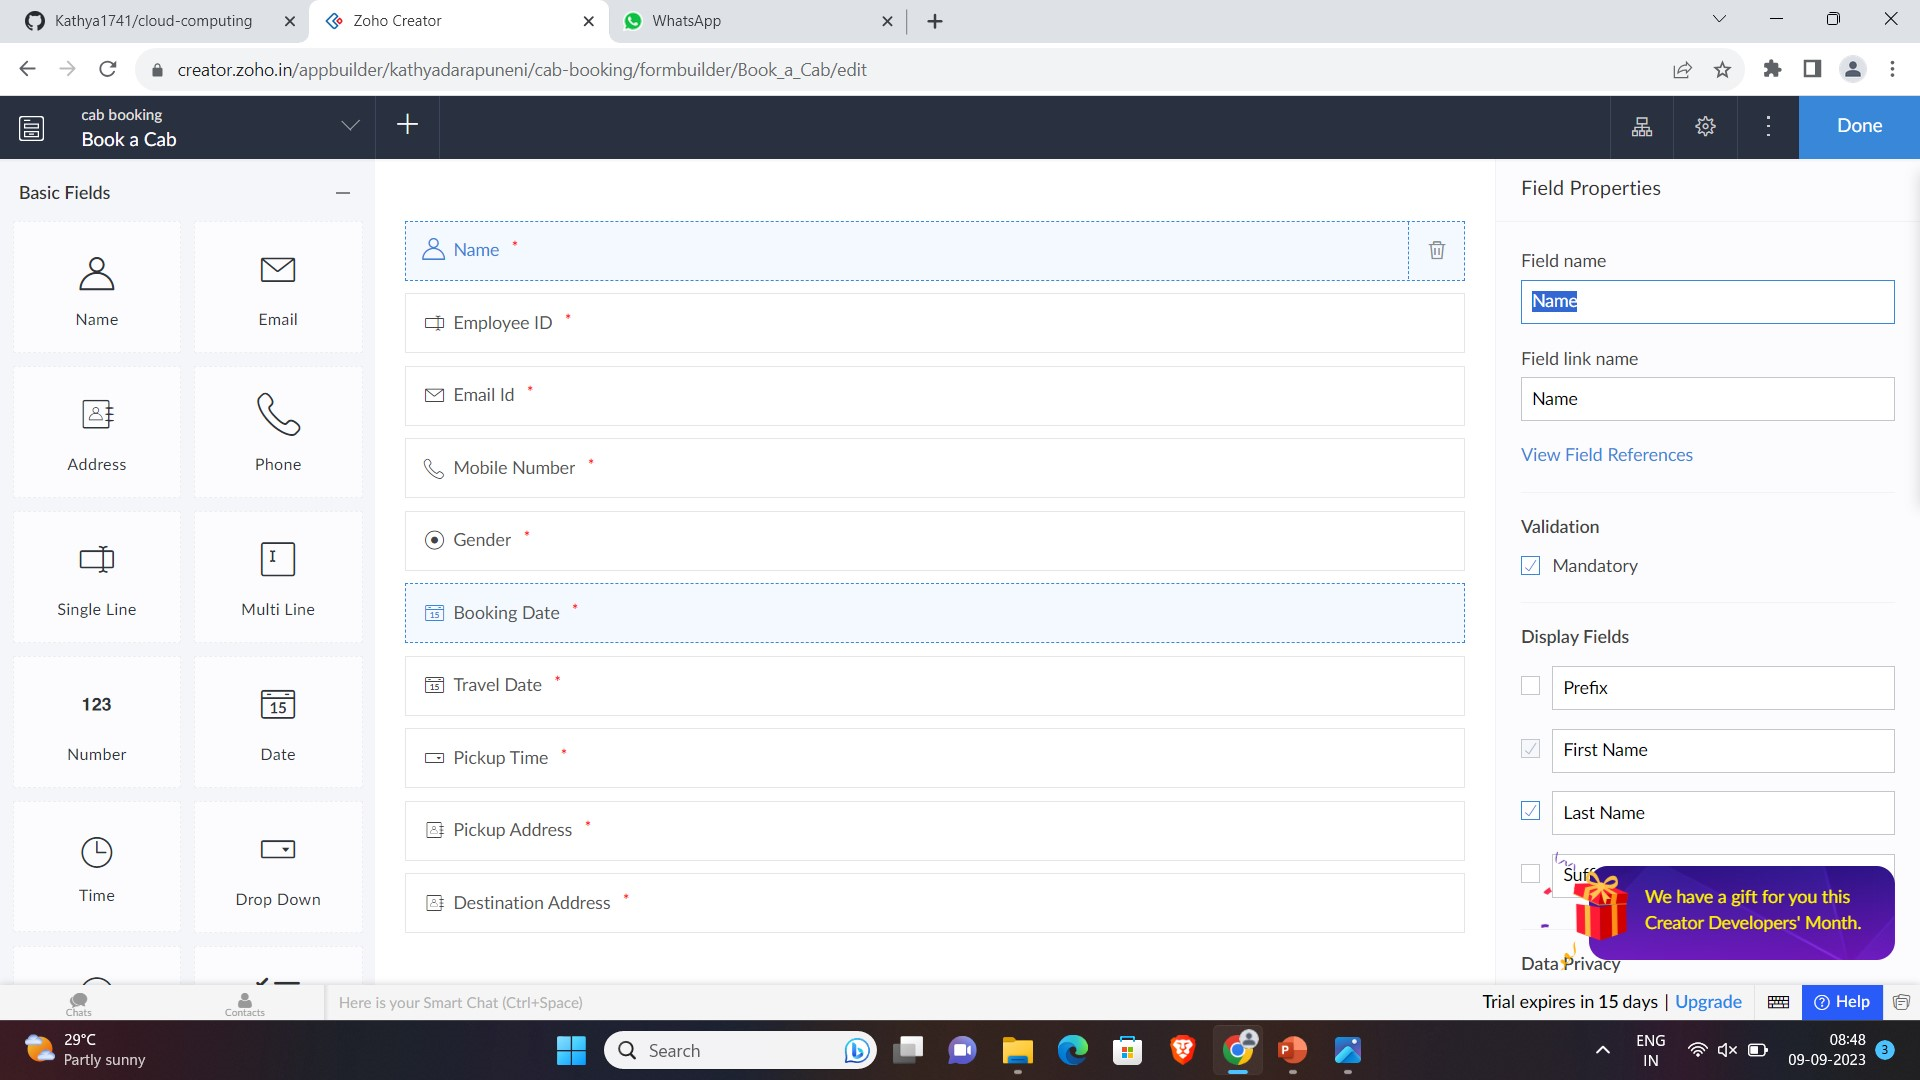 Kathya1741/cloud-computing
Zoho Creator
WhatsApp
creator.zoho.in/appbuilder/kathyadarapuneni/cab-booking/formbuilder/Book_a_Cab/edit
cab booking
Book a Cab
Done
Basic Fields
Name
Email
Address
Phone
Single Line
Multi Line
123
Number
15
Date
Time
Drop Down
Name *
Employee ID *
Email Id *
Mobile Number *
Gender *
15 Booking Date *
15 Travel Date *
Pickup Time *
Pickup Address *
Destination Address *
Field Properties
Field name
Name
Field link name
Name
View Field References
Validation
Mandatory
Display Fields
Prefix
First Name
Last Name
We have a gift for you this
Creator Developers' Month.
Data Privacy
Chats
Contacts
Here is your Smart Chat (Ctrl+Space)
Trial expires in 15 days | Upgrade
Help
29°C
Partly sunny
Search
ENG
IN
08:48
09-09-2023
3